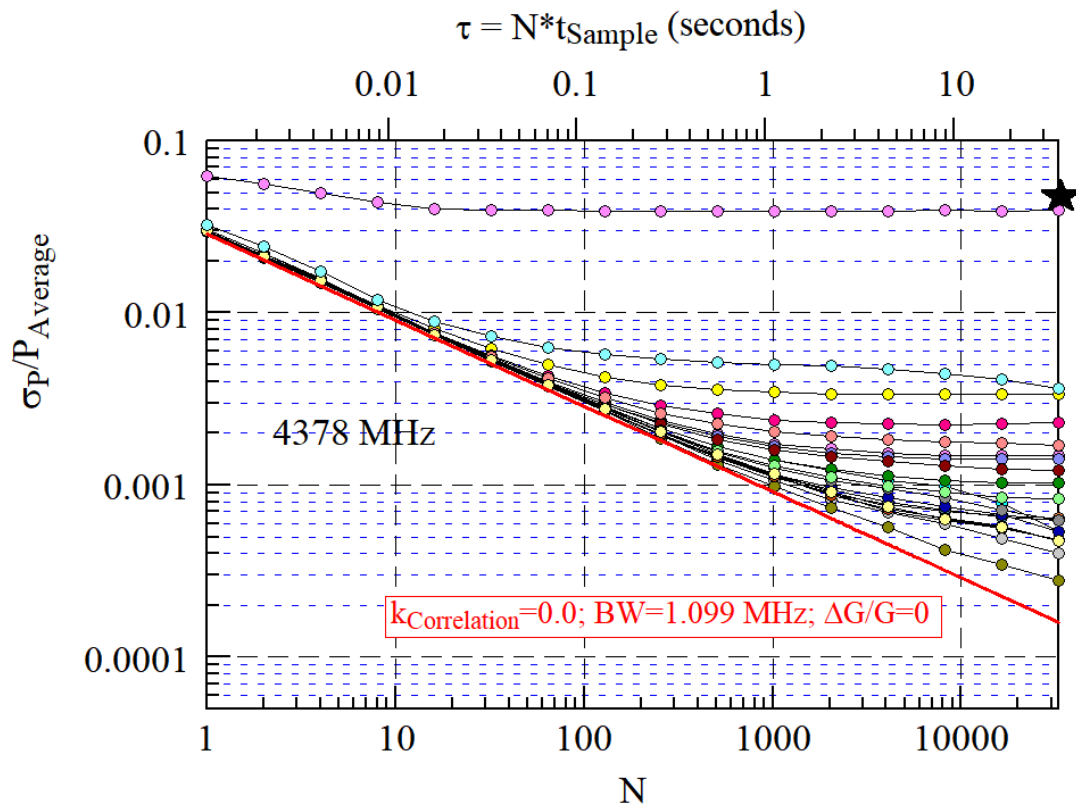 τ = N*tSample (seconds)
0.01 0.1 1 10
0.1
0.01
0.001
0.0001
σP/PAverage
4378 MHz
kCorrelation=0.0; BW=1.099 MHz; ΔG/G=0
1 10 100 1000 10000
N